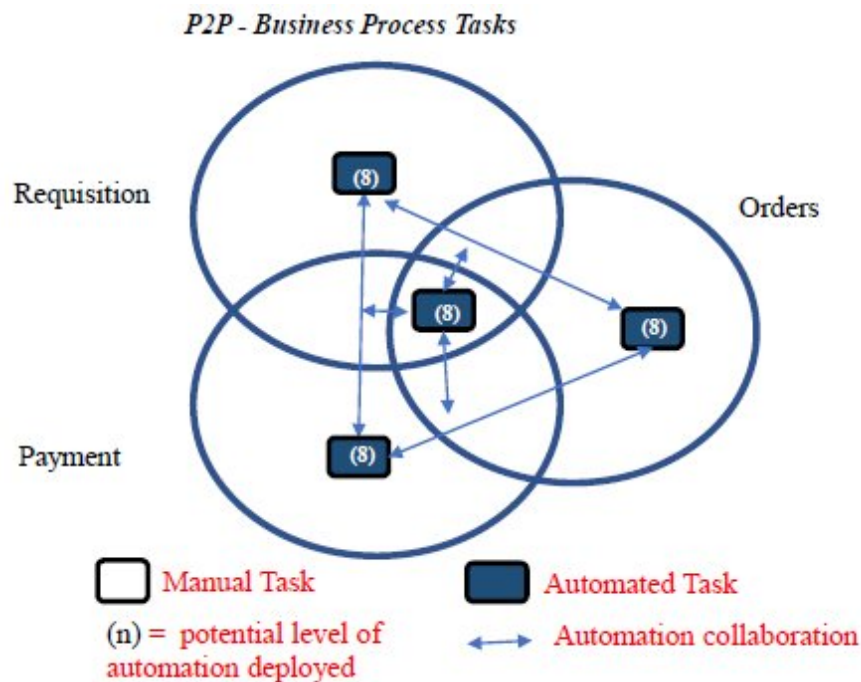 P2P - Business Process Tasks
(8)
Requisition
Orders
(8)
(8)
Payment
(8)
Manual Task
Automated Task
(n) = potential level of
automation deployed
Automation collaboration